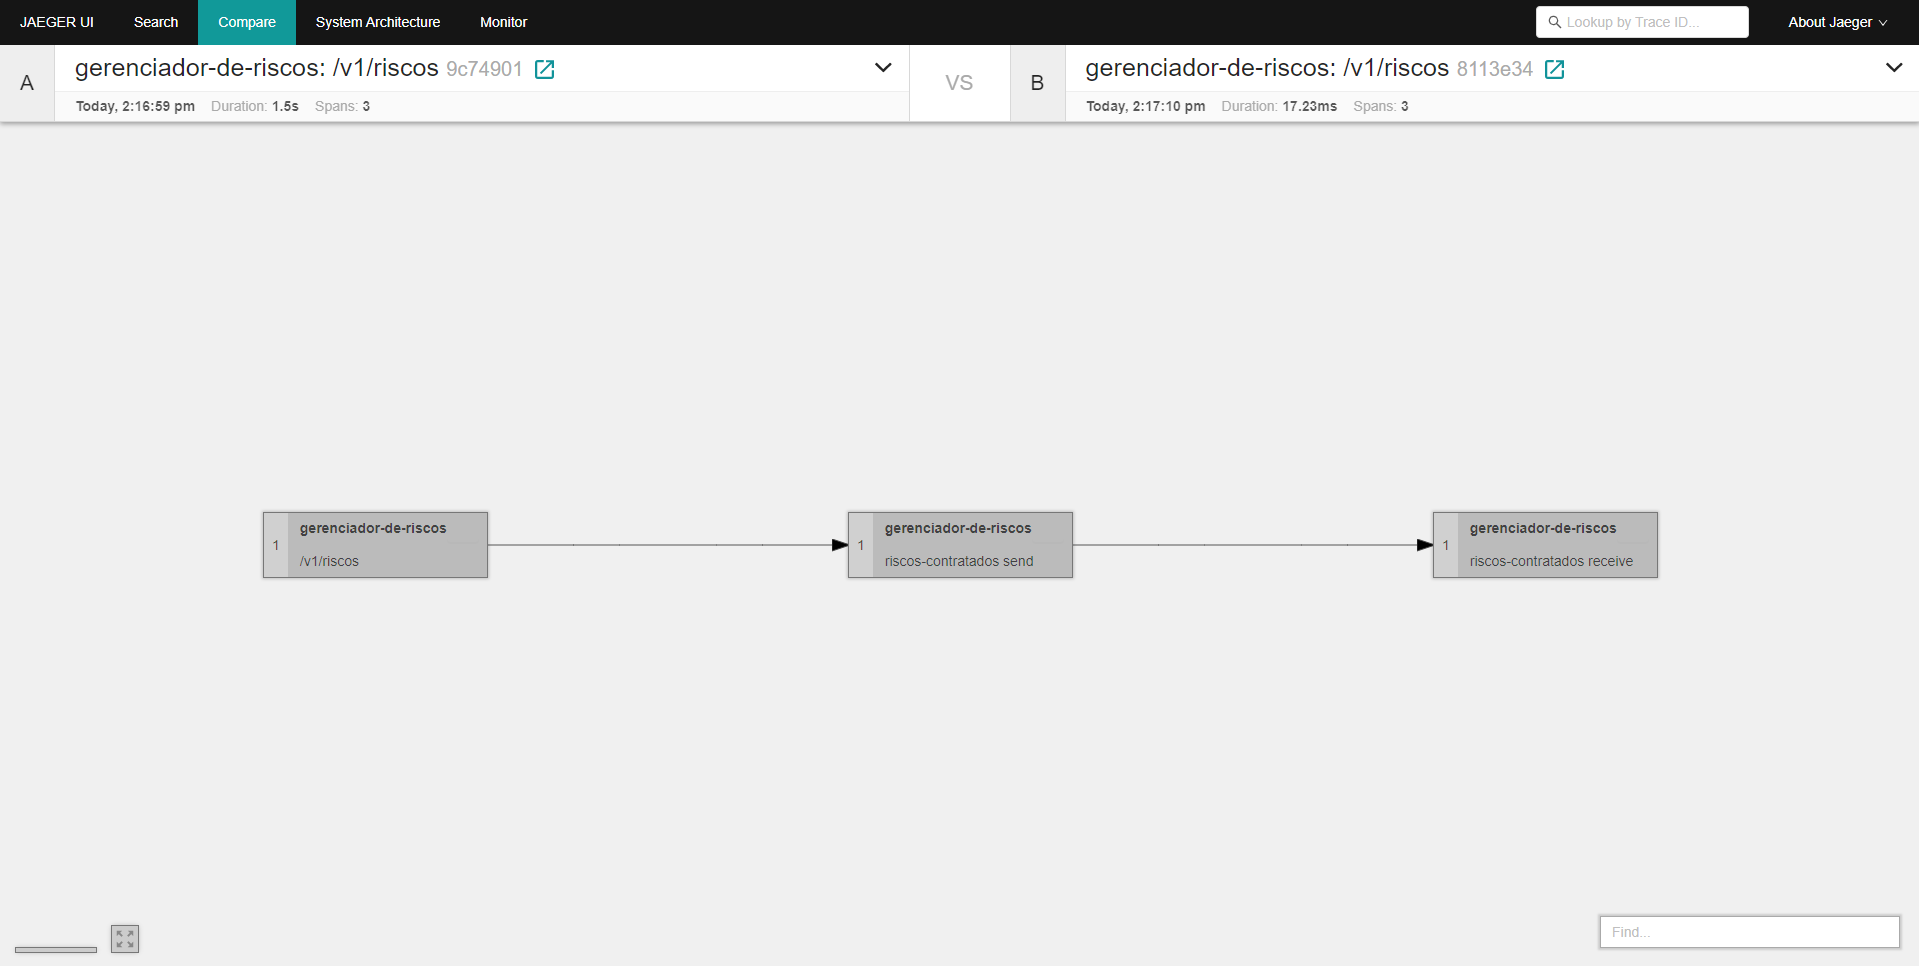 JAEGER UI Search Compare System Architecture Monitor Lookup by Trace ID... About Jaeger
A gerenciador-de-riscos: /v1/riscos 9c74901 VS B gerenciador-de-riscos: /v1/riscos 8113e34
Today, 2:16:59 pm Duration: 1.5s Spans: 3 Today, 2:17:10 pm Duration: 17.23ms Spans: 3
1 gerenciador-de-riscos
/v1/riscos
1 gerenciador-de-riscos
riscos-contratados send
1 gerenciador-de-riscos
riscos-contratados receive
Find...